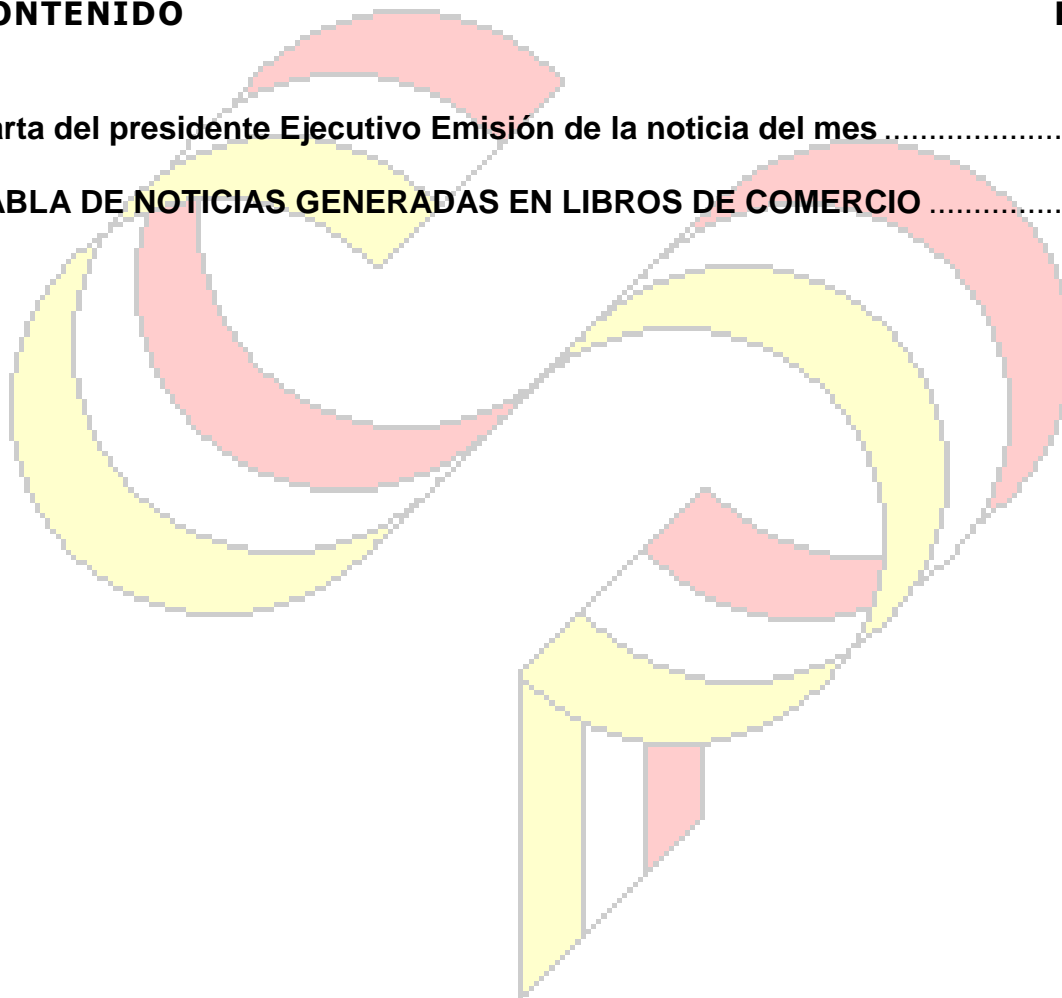 ONTENIDO
arta del presidente Ejecutivo Emisión de la noticia del mes .....................
ABLA DE NOTICIAS GENERADAS EN LIBROS DE COMERCIO ...............